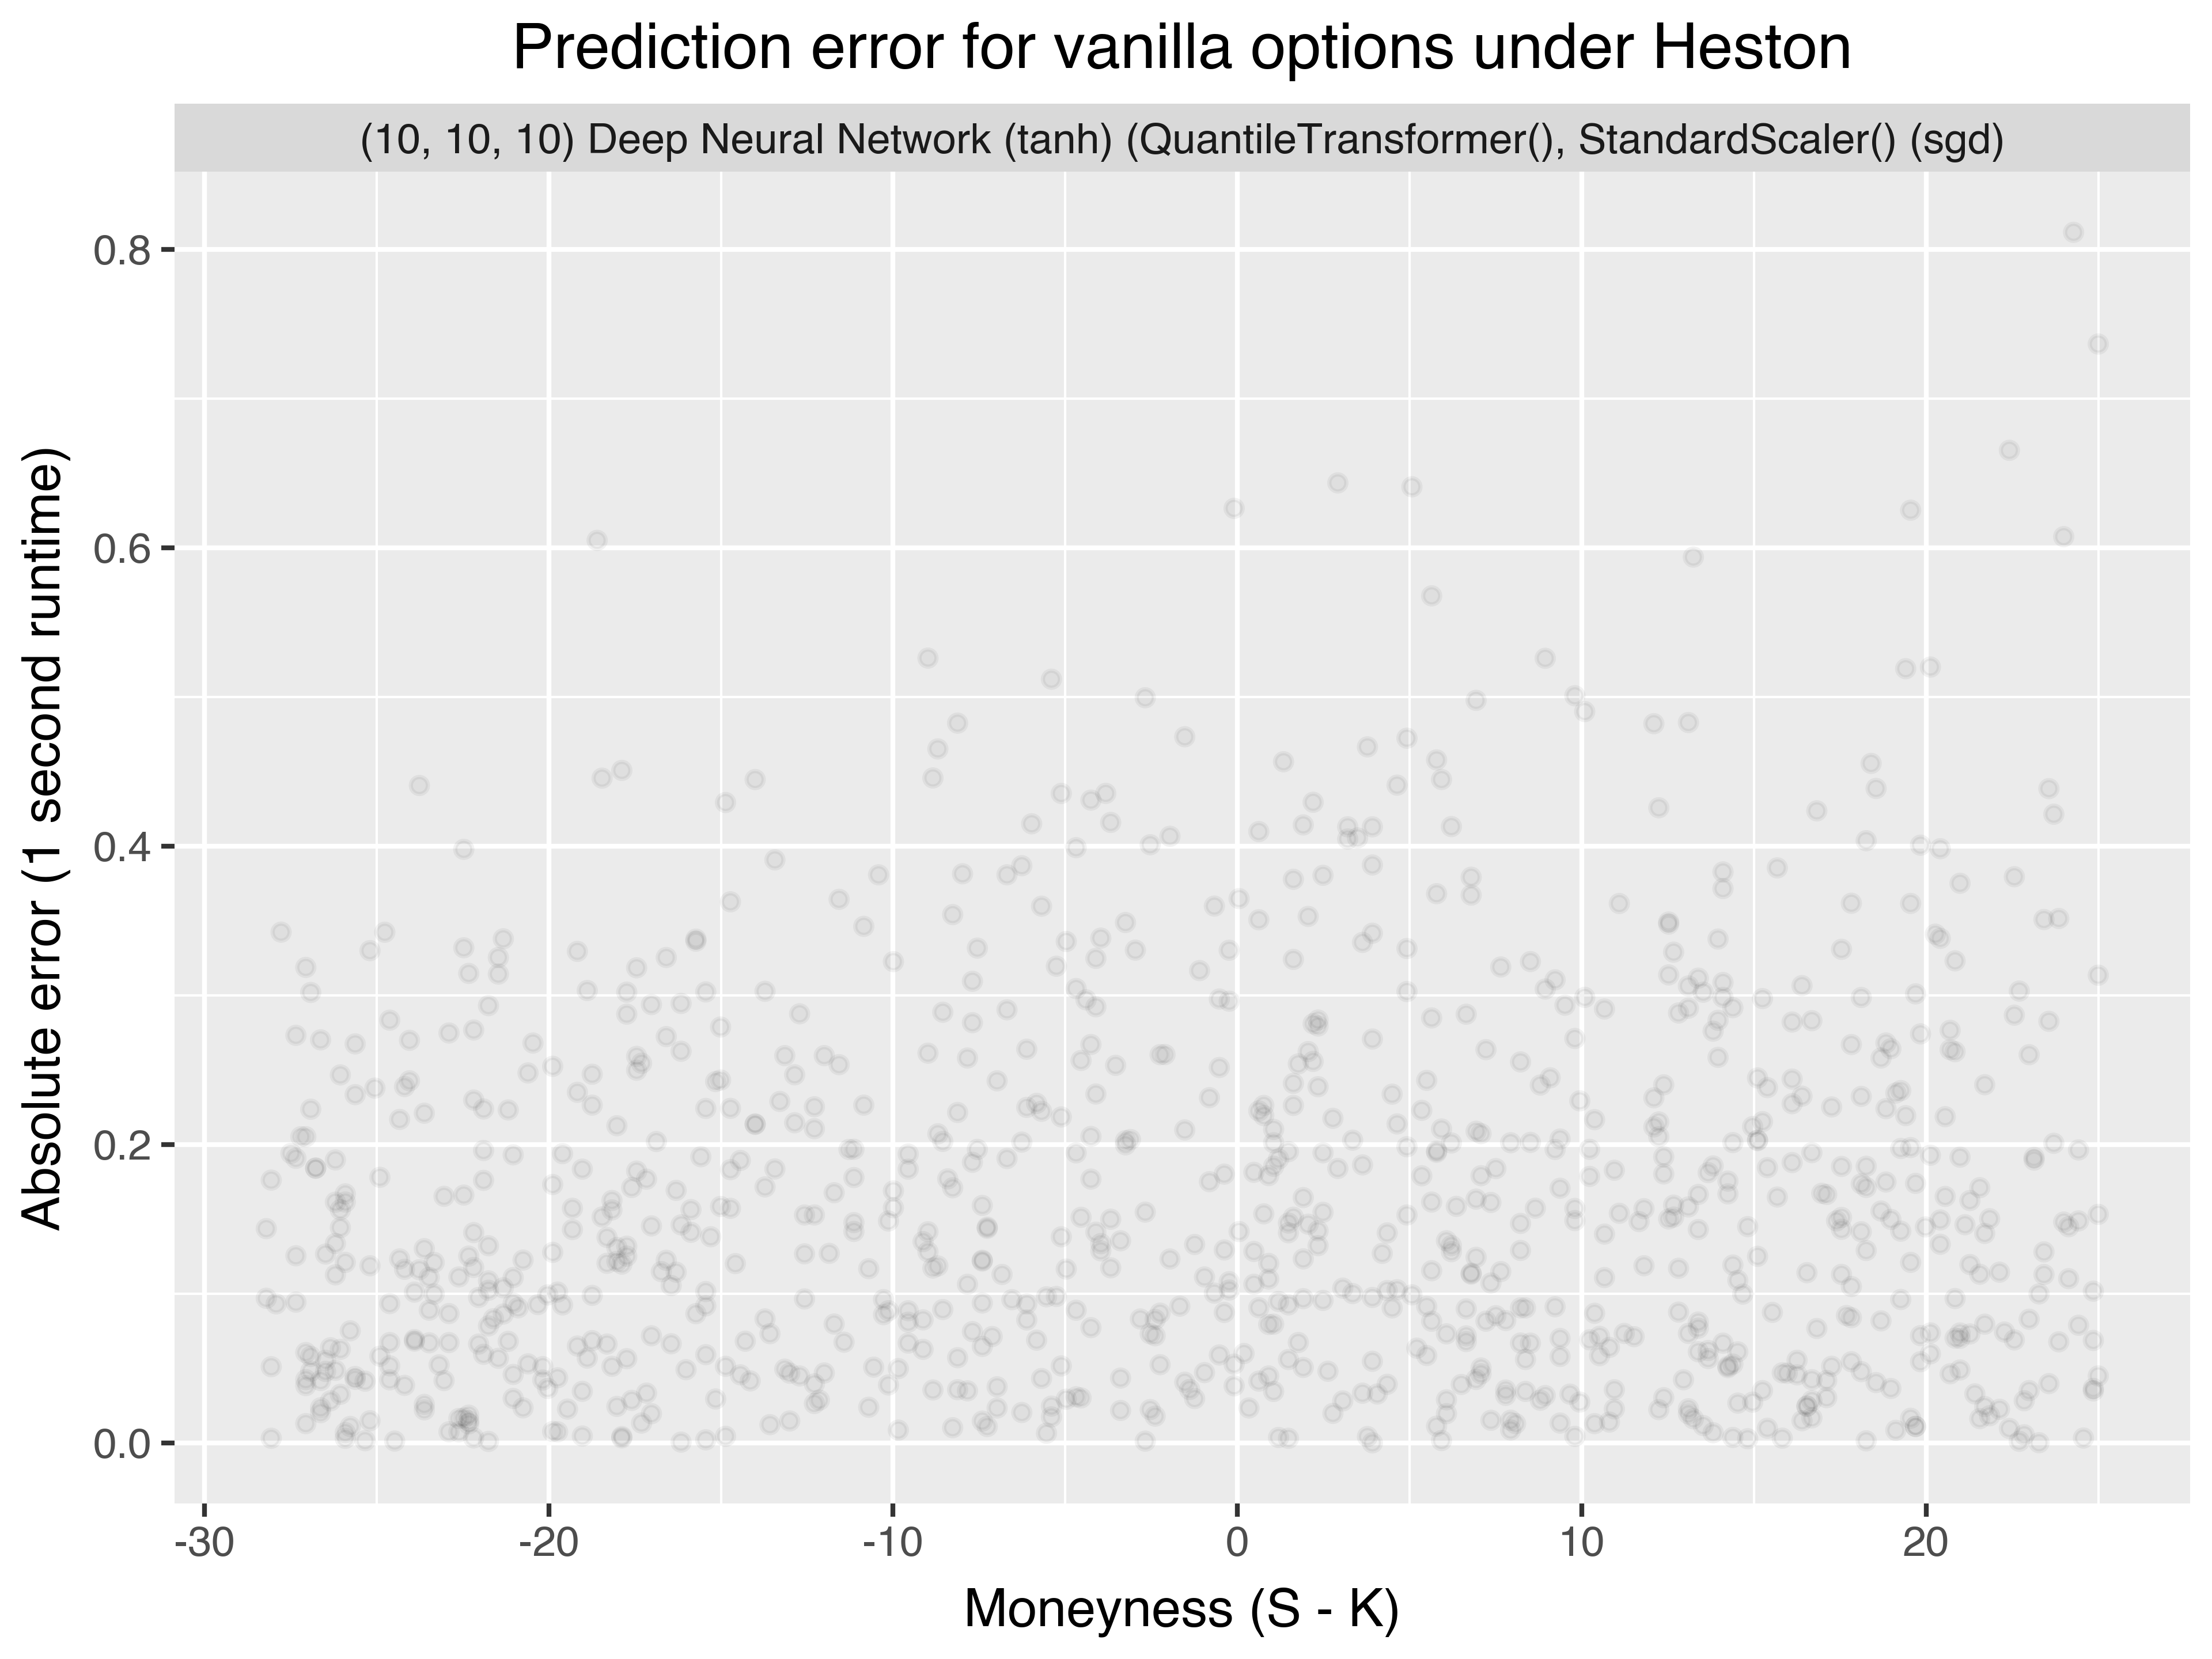 Prediction error for vanilla options under Heston
(10, 10, 10) Deep Neural Network (tanh) (QuantileTransformer(), StandardScaler() (sgd)
Absolute error (1 second runtime)
0.8
0.6
0.4
0.2
0.0
-30 -20 -10 0 10 20
Moneyness (S - K)